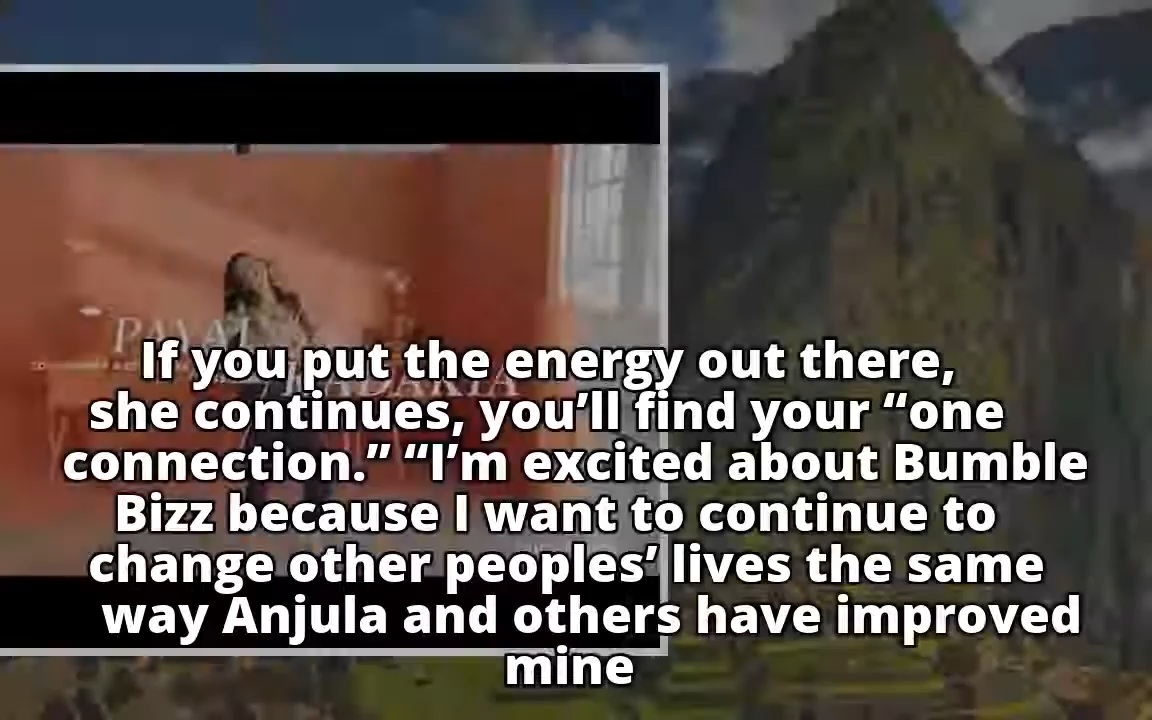 If you put the energy out there,
she continues, you’ll find your “one
connection.” “I’m excited about Bumble
Bizz because I want to continue to
change other peoples’ lives the same
way Anjula and others have improved
mine